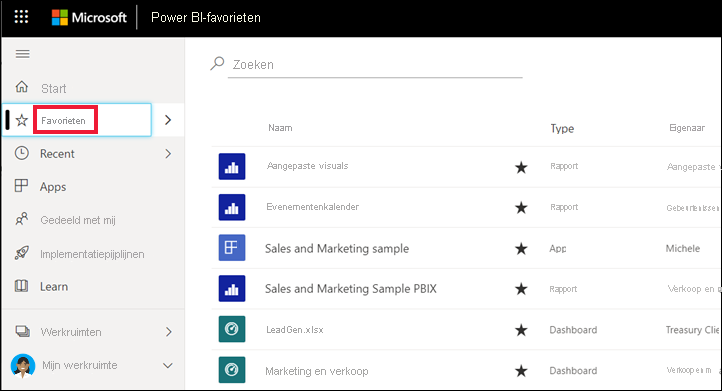 Microsoft Power BI-favorieten
Start
Favorieten
Recent
Apps
Gedeeld met mij
Implementatiepijplijnen
Learn
Werkruimten
Mijn werkruimte
Zoeken
Naam Type Eigenaar
Aangepaste visuals Rapport Aangepaste
Evenementenkalender Rapport Gebeurtenissen
Sales and Marketing sample App Michele
Sales and Marketing Sample PBIX Rapport Verkoop en
LeadGen.xlsx Dashboard Treasury Clie
Marketing en verkoop Dashboard Verkoop en